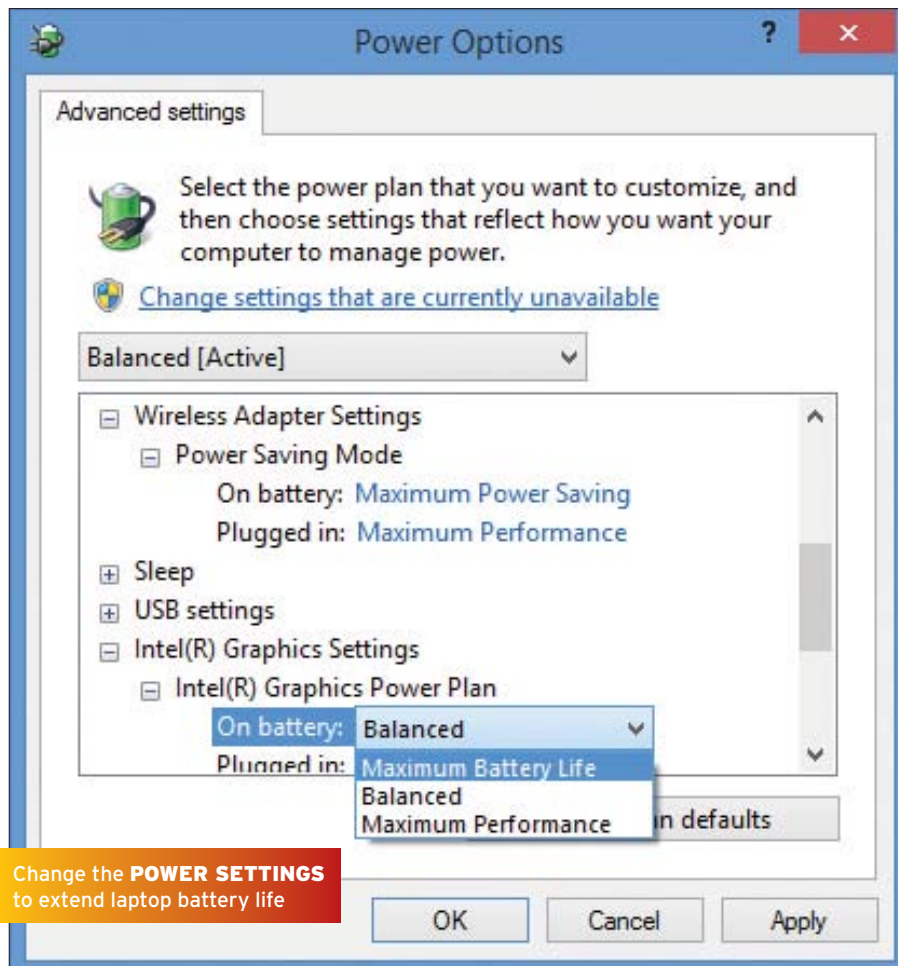 Power Options
?
Advanced settings
Select the power plan that you want to customize, and
then choose settings that reflect how you want your
computer to manage power.
Change settings that are currently unavailable
Balanced [Active]
Wireless Adapter Settings
Power Saving Mode
On battery: Maximum Power Saving
Plugged in: Maximum Performance
Sleep
USB settings
Intel(R) Graphics Settings
Intel(R) Graphics Power Plan
On battery: Balanced
Plugged in: Maximum Battery Life
Balanced
Maximum Performance
defaults
Change the POWER SETTINGS
to extend laptop battery life
OK Cancel Apply